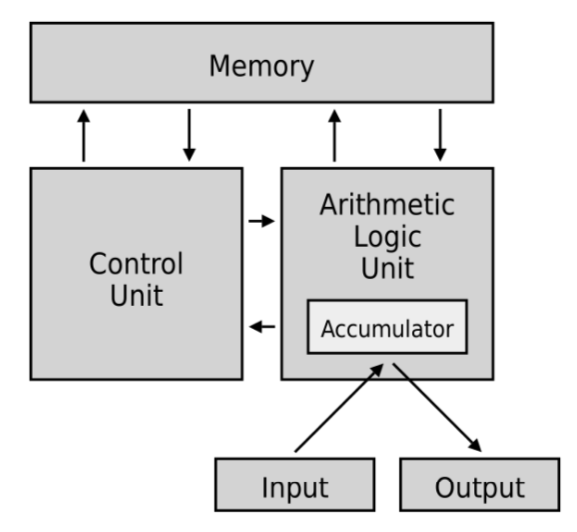 Memory
Control
Unit
Arithmetic
Logic
Unit
Accumulator
Input
Output